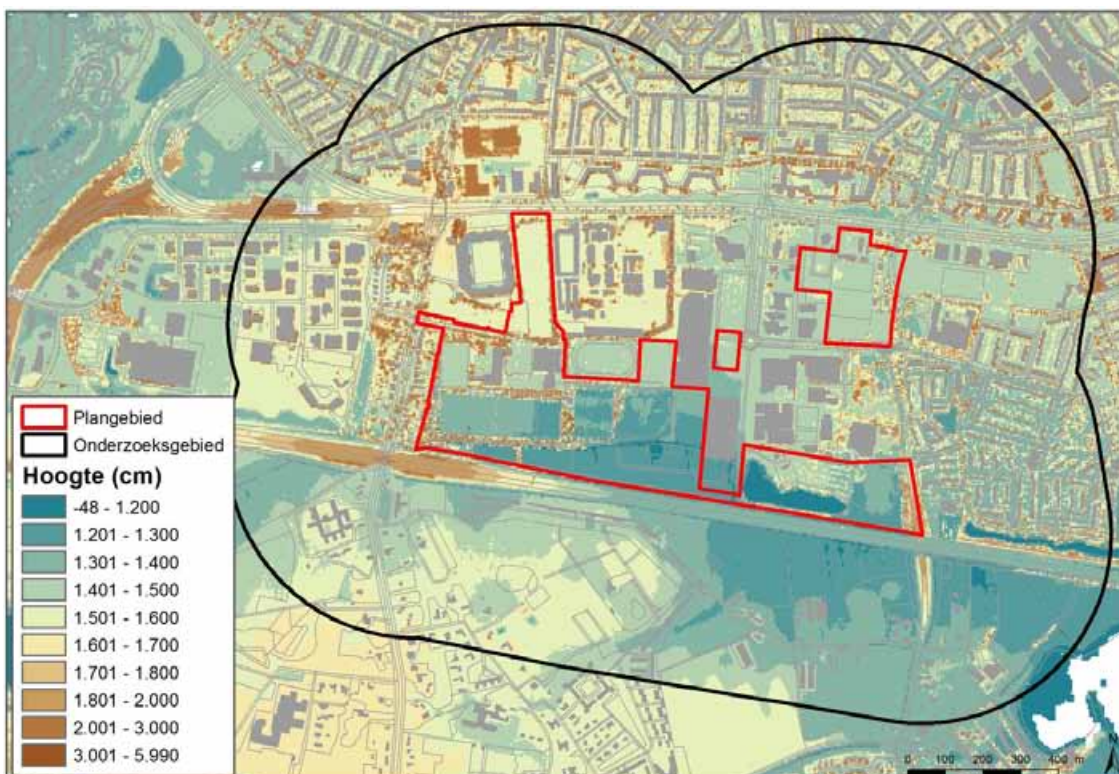 Plangebied
Onderzoeksgebied
Hoogte (cm)
-48 - 1.200
1.201 - 1.300
1.301 - 1.400
1.401 - 1.500
1.501 - 1.600
1.601 - 1.700
1.701 - 1.800
1.801 - 2.000
2.001 - 3.000
3.001 - 5.990
N
0 100 200 300 400 m